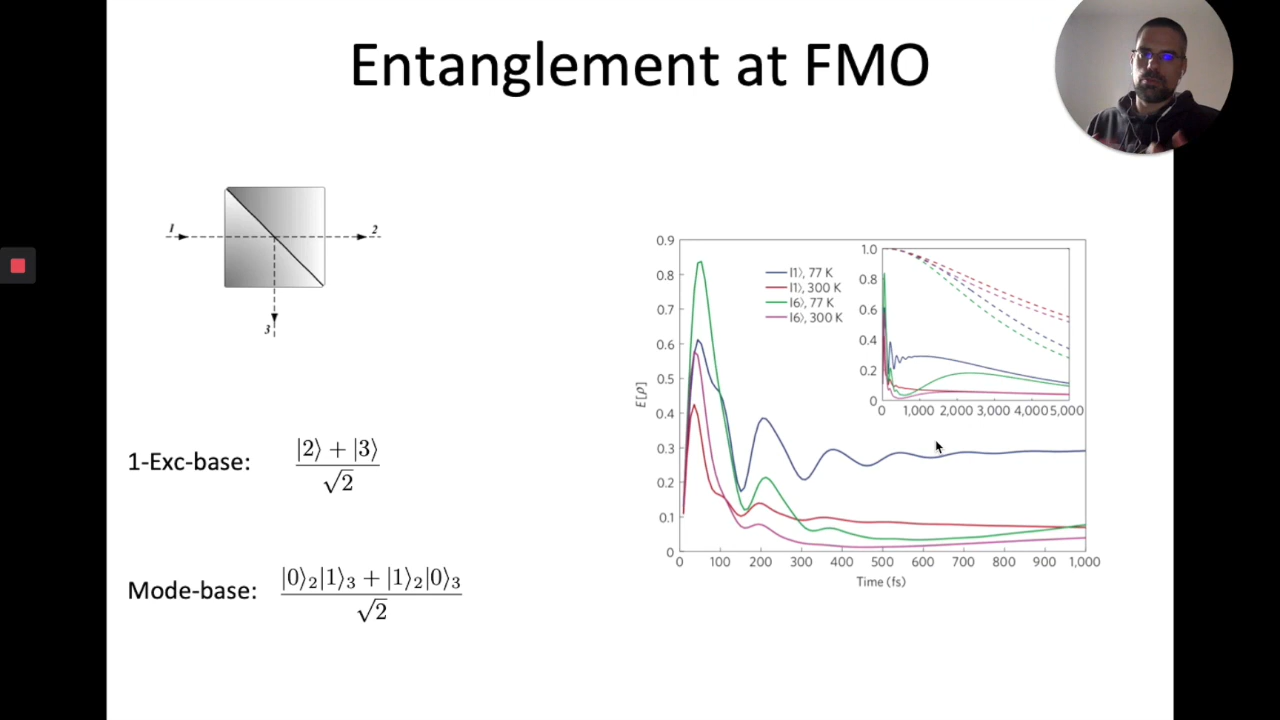 Entanglement at FMO
1
2
3
1-Exc-base:
|2⟩ + |3⟩
√2
Mode-base:
|0⟩₂|1⟩₃ + |1⟩₂|0⟩₃
√2
E[ρ]
0.9
0.8
0.7
0.6
0.5
0.4
0.3
0.2
0.1
0
0 100 200 300 400 500 600 700 800 900 1,000
Time (fs)
|1⟩, 77 K
|1⟩, 300 K
|6⟩, 77 K
|6⟩, 300 K
1.0
0.8
0.6
0.4
0.2
0
0 1,000 2,000 3,000 4,000 5,000